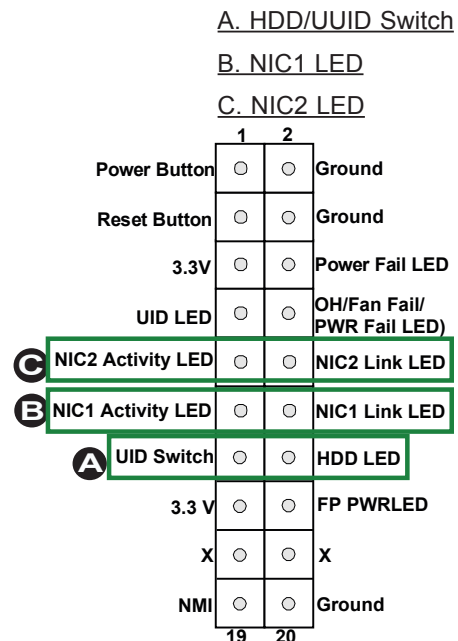 A. HDD/UUID Switch
B. NIC1 LED
C. NIC2 LED
1 2
Power Button Ground
Reset Button Ground
3.3V Power Fail LED
UID LED OH/Fan Fail/
PWR Fail LED)
C NIC2 Activity LED NIC2 Link LED
B NIC1 Activity LED NIC1 Link LED
A UID Switch HDD LED
3.3 V FP PWRLED
X X
NMI Ground
19 20